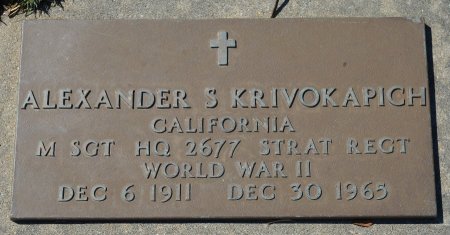 ALEXANDER S KRIVOKAPICH
CALIFORNIA
M SGT HQ 2677 STRAT REGT
WORLD WAR II
DEC 6 1911 DEC 30 1965